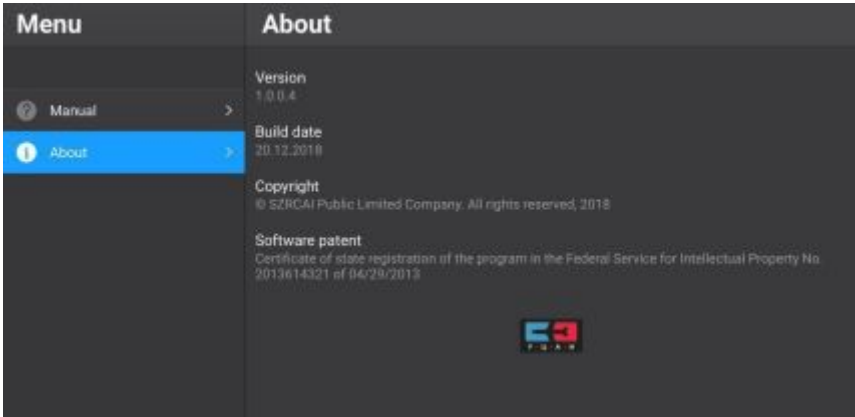 Menu
About
Manual
About
Version
1.0.0.4
Build date
20.12.2018
Copyright
© SZRCAI Public Limited Company. All rights reserved, 2018
Software patent
Certificate of state registration of the program in the Federal Service for Intellectual Property No.
2013614321 of 04/29/2013